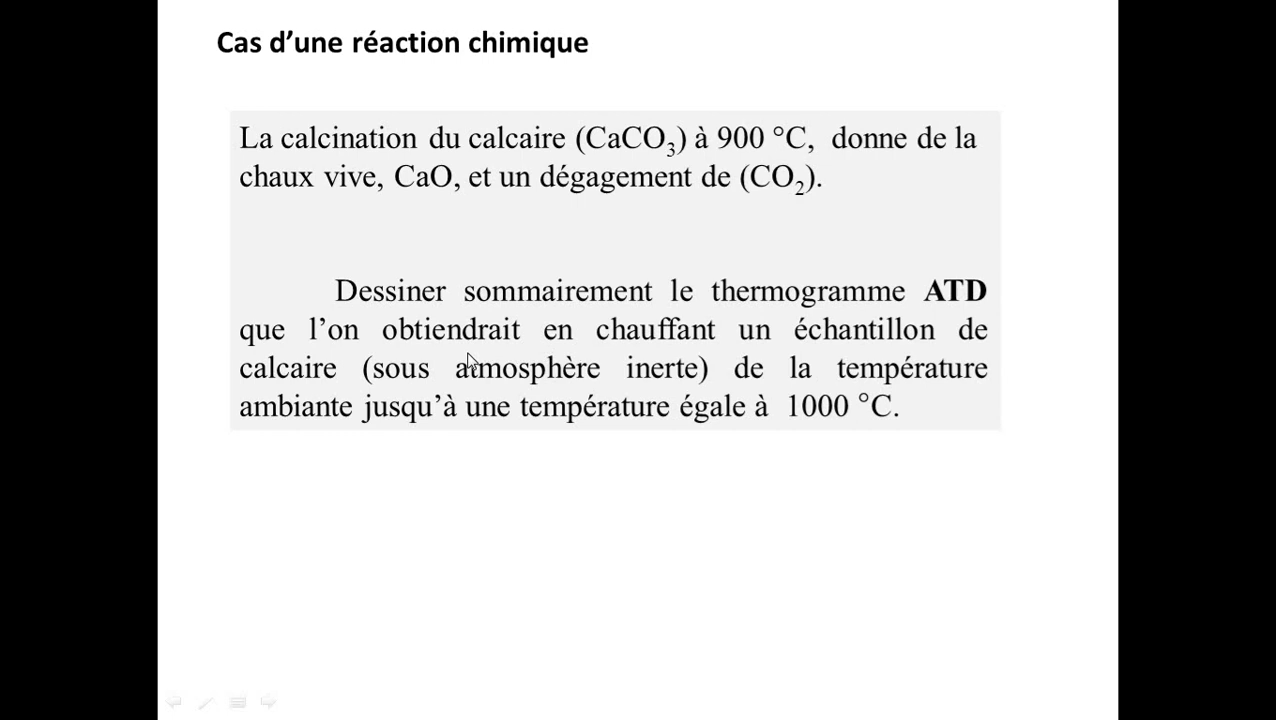 Cas d’une réaction chimique
La calcination du calcaire (CaCO₃) à 900 °C, donne de la
chaux vive, CaO, et un dégagement de (CO₂).
Dessiner sommairement le thermogramme ATD
que l’on obtiendrait en chauffant un échantillon de
calcaire (sous atmosphère inerte) de la température
ambiante jusqu’à une température égale à 1000 °C.